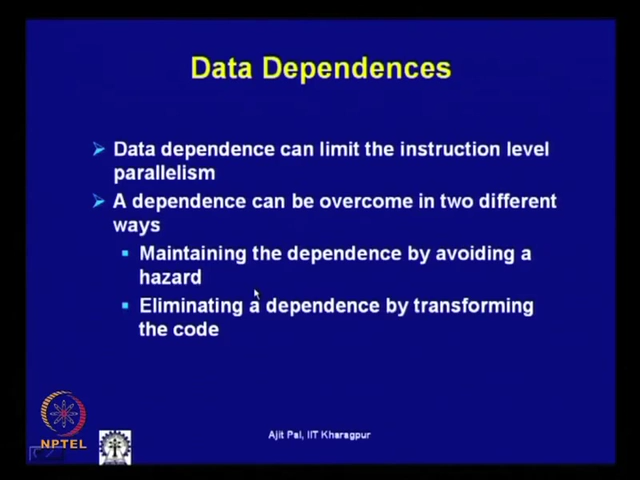 Data Dependences
Data dependence can limit the instruction level
parallelism
A dependence can be overcome in two different
ways
Maintaining the dependence by avoiding a
hazard
Eliminating a dependence by transforming
the code
Ajit Pal, IIT Kharagpur
NPTEL